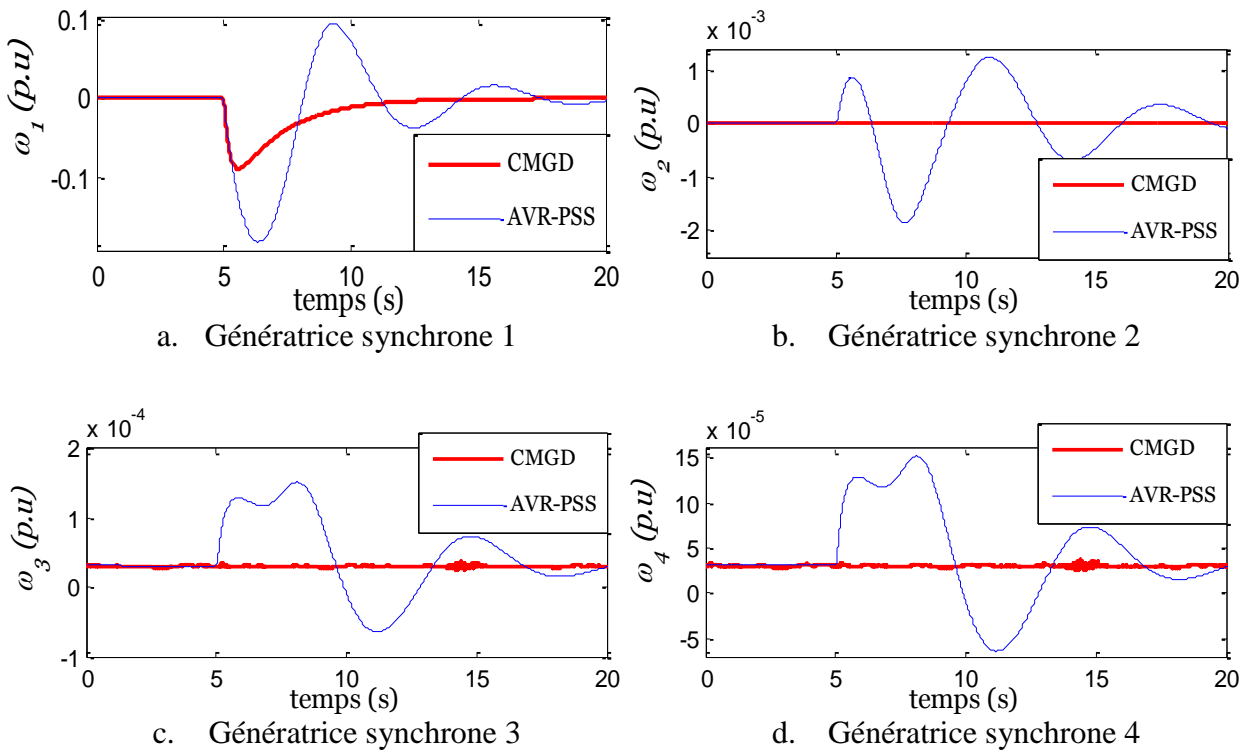 0.1
0
-0.1
ω1 (p.u)
CMGD
AVR-PSS
0 5 10 15 20
temps (s)
a. Génératrice synchrone 1
x 10-3
1
0
-1
-2
ω2 (p.u)
CMGD
AVR-PSS
0 5 10 15 20
temps (s)
b. Génératrice synchrone 2
x 10-4
2
1
0
-1
ω3 (p.u)
CMGD
AVR-PSS
0 5 10 15 20
temps (s)
c. Génératrice synchrone 3
x 10-5
15
10
5
0
-5
ω4 (p.u)
CMGD
AVR-PSS
0 5 10 15 20
temps (s)
d. Génératrice synchrone 4